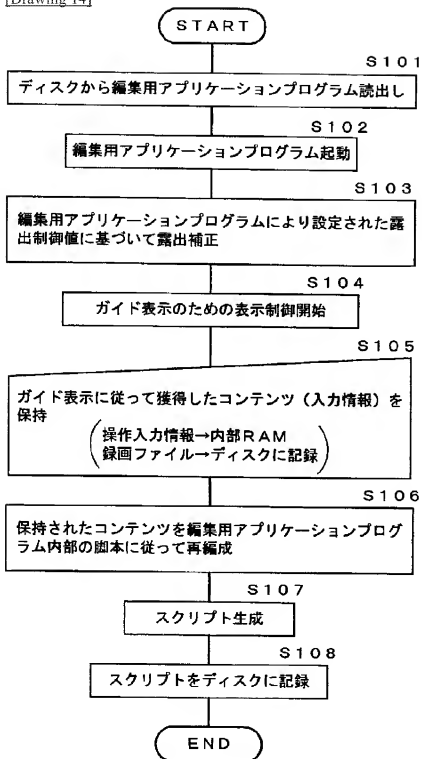 [Drawing 14]
START
S101
ディスクから編集用アプリケーションプログラム読出し
S102
編集用アプリケーションプログラム起動
S103
編集用アプリケーションプログラムにより設定された露
出制御値に基づいて露出補正
S104
ガイド表示のための表示制御開始
S105
ガイド表示に従って獲得したコンテンツ（入力情報）を
保持
操作入力情報→内部RAM
録画ファイル→ディスクに記録
S106
保持されたコンテンツを編集用アプリケーションプログ
ラム内部の脚本に従って再編成
S107
スクリプト生成
S108
スクリプトをディスクに記録
END